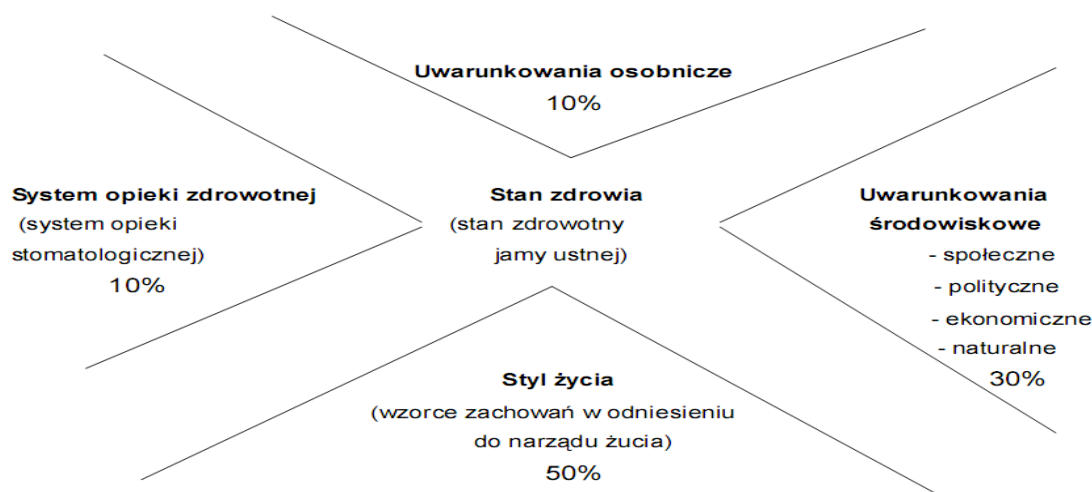 Uwarunkowania osobnicze
10%
System opieki zdrowotnej
(system opieki
stomatologicznej)
10%
Stan zdrowia
(stan zdrowotny
jamy ustnej)
Uwarunkowania
środowiskowe
- społeczne
- polityczne
- ekonomiczne
- naturalne
30%
Styl życia
(wzorce zachowań w odniesieniu
do narządu żucia)
50%